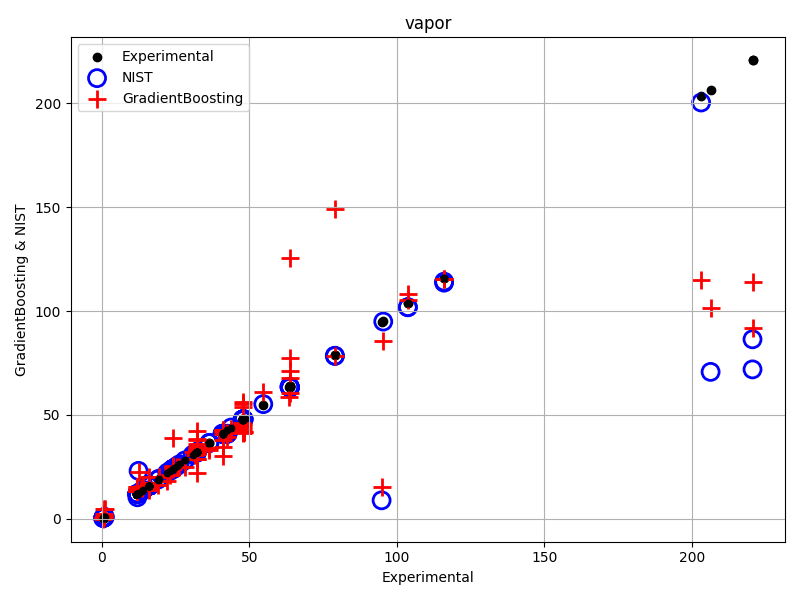 vapor
Experimental
NIST
GradientBoosting
200
150
100
50
0
GradientBoosting & NIST
0 50 100 150 200
Experimental